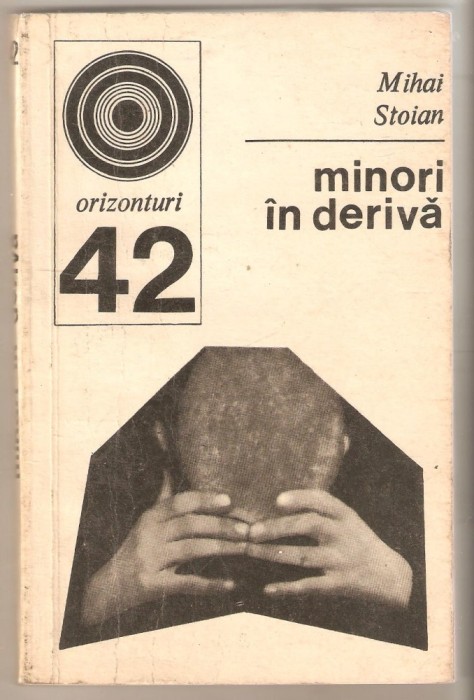 orizonturi
42
Mihai
Stoian
minori
în derivă